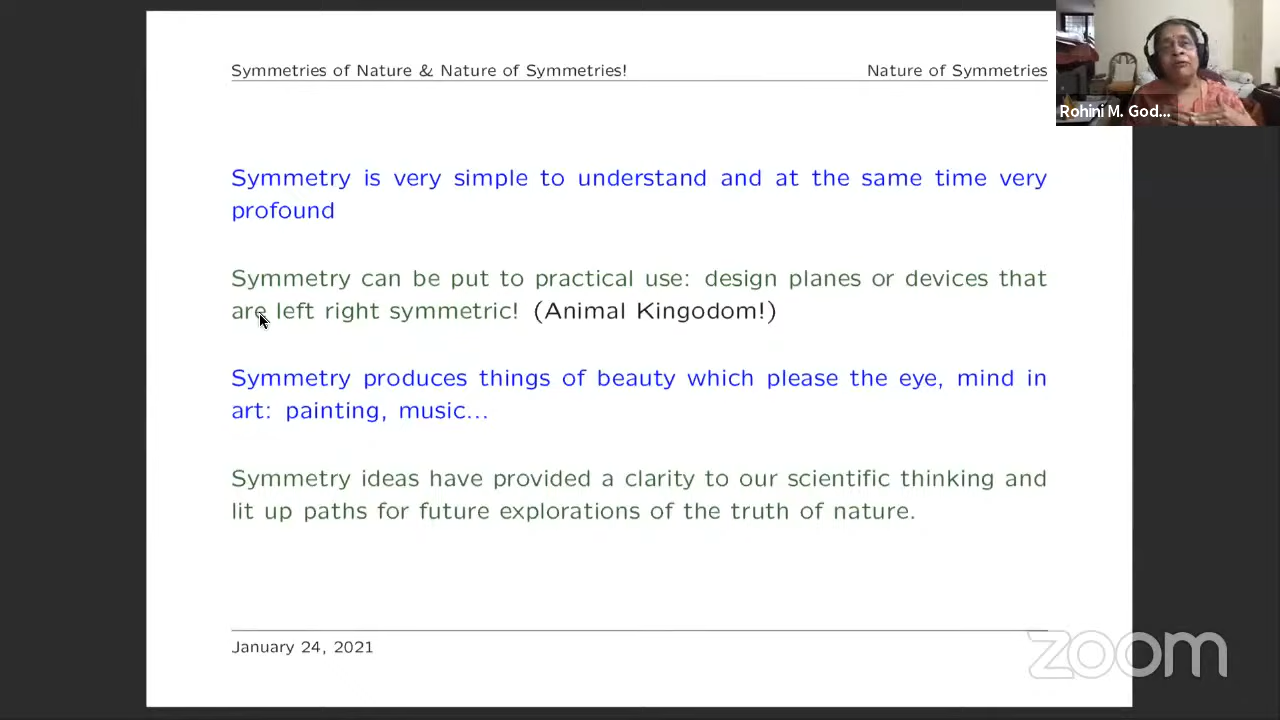 Symmetries of Nature & Nature of Symmetries!
Nature of Symmetries
Rohini M. God...
Symmetry is very simple to understand and at the same time very
profound
Symmetry can be put to practical use: design planes or devices that
are left right symmetric! (Animal Kingodom!)
Symmetry produces things of beauty which please the eye, mind in
art: painting, music...
Symmetry ideas have provided a clarity to our scientific thinking and
lit up paths for future explorations of the truth of nature.
January 24, 2021
zoom